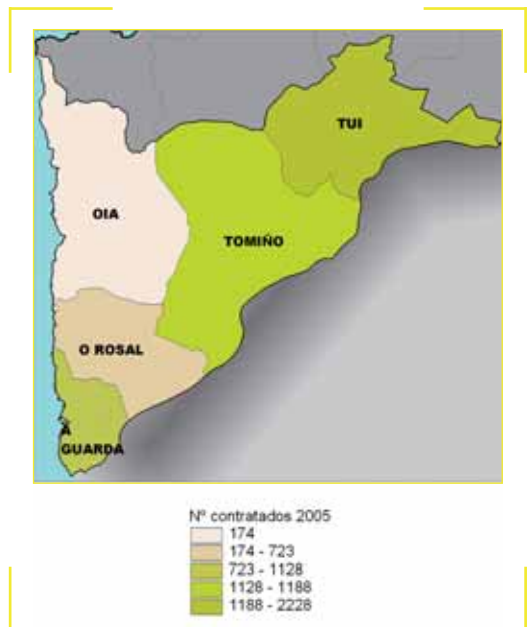 TUI
OIA
TOMIÑO
O ROSAL
A
GUARDA
Nº contratados 2005
174
174 - 723
723 - 1128
1128 - 1188
1188 - 2228